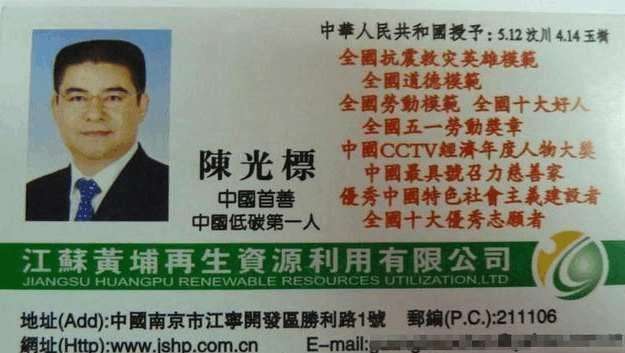 中華人民共和國授予：5.12 汶川 4.14 玉樹
全國抗震救灾英雄模範
全國道德模範
全國勞動模範 全國十大好人
全國五一勞動獎章
中國CCTV經濟年度人物大獎
中國最具號召力慈善家
優秀中國特色社會主義建設者
全國十大優秀志願者
陳光標
中國首善
中國低碳第一人
江蘇黃埔再生資源利用有限公司
JIANGSU HUANGPU RENEWABLE RESOURCES UTILIZATION.LTD
地址(Add):中國南京市江寧開發區勝利路1號 郵編(P.C.):211106
網址(Http):www.jshp.com.cn E-mail: